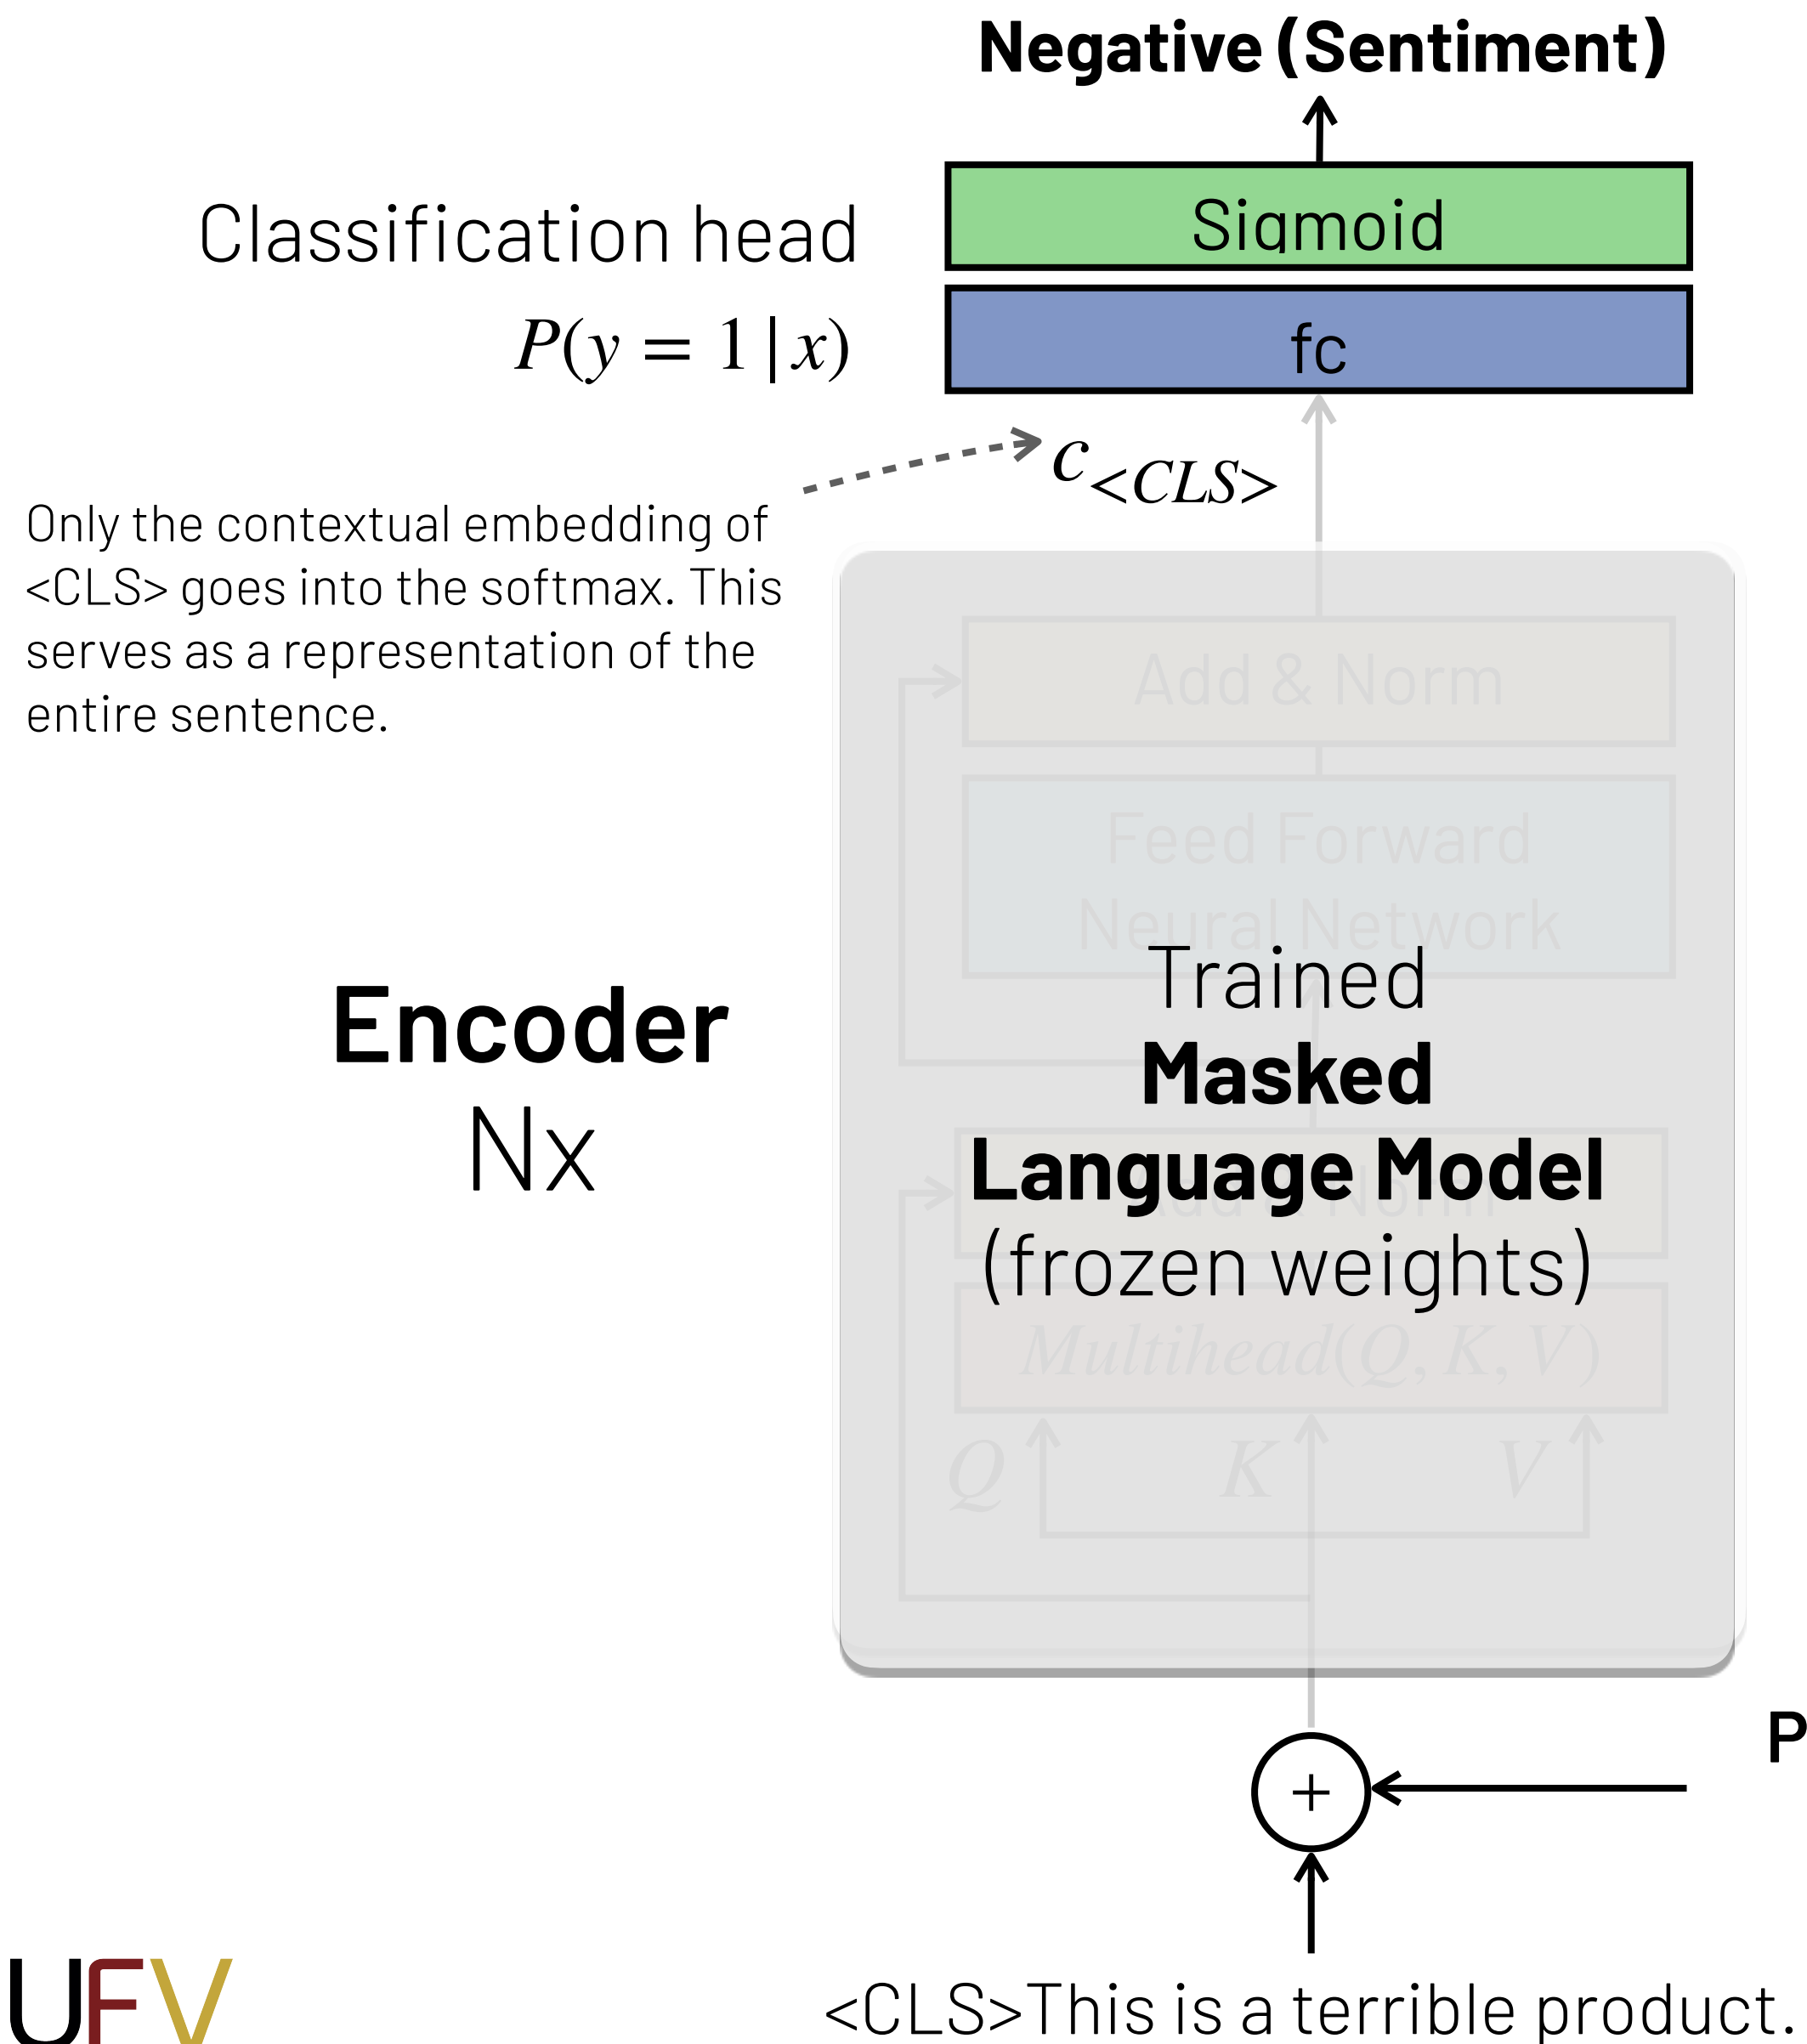 Negative (Sentiment)
Sigmoid
Classification head
fc
P(y = 1 | x)
c<CLS>
Only the contextual embedding of
<CLS> goes into the softmax. This
serves as a representation of the
entire sentence.
Add & Norm
Feed Forward
Neural Network
Trained
Masked
Language Model
(frozen weights)
Encoder
Nx
Add & Norm
Multihead(Q, K, V)
Q K V
P
+
<CLS>This is a terrible product.
UFV